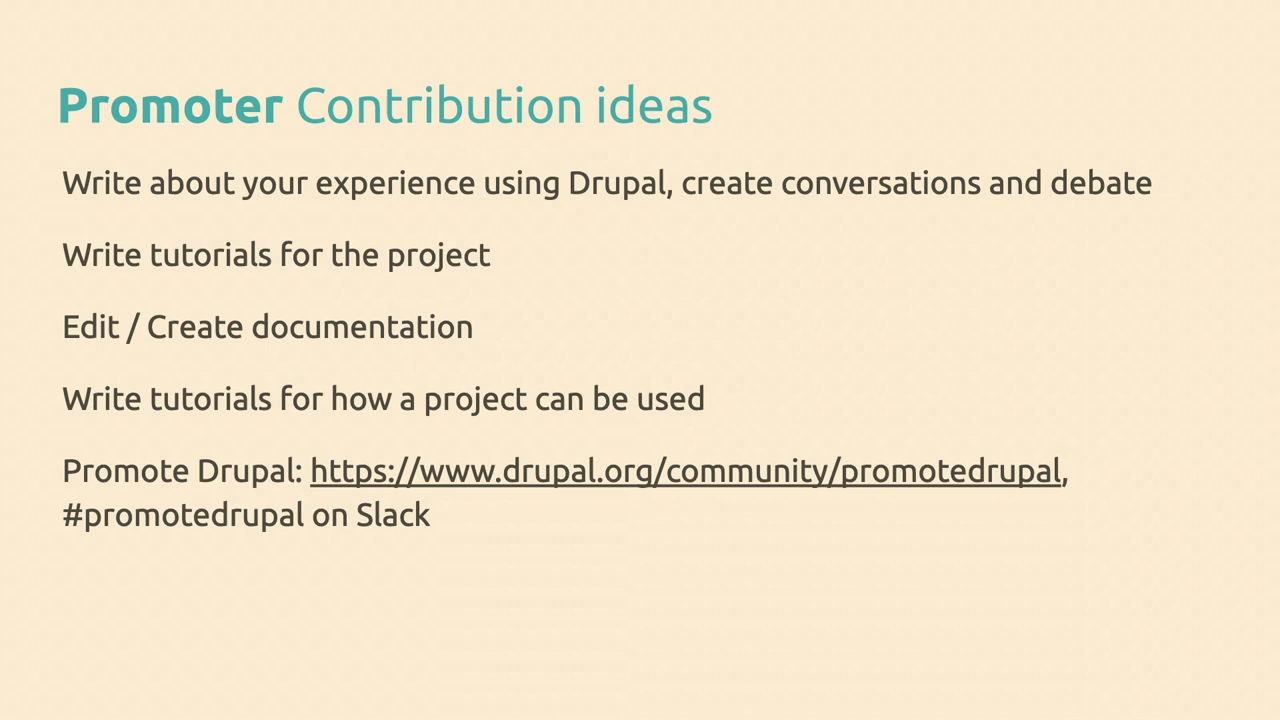 Promoter Contribution ideas
Write about your experience using Drupal, create conversations and debate
Write tutorials for the project
Edit / Create documentation
Write tutorials for how a project can be used
Promote Drupal: https://www.drupal.org/community/promotedrupal,
#promotedrupal on Slack